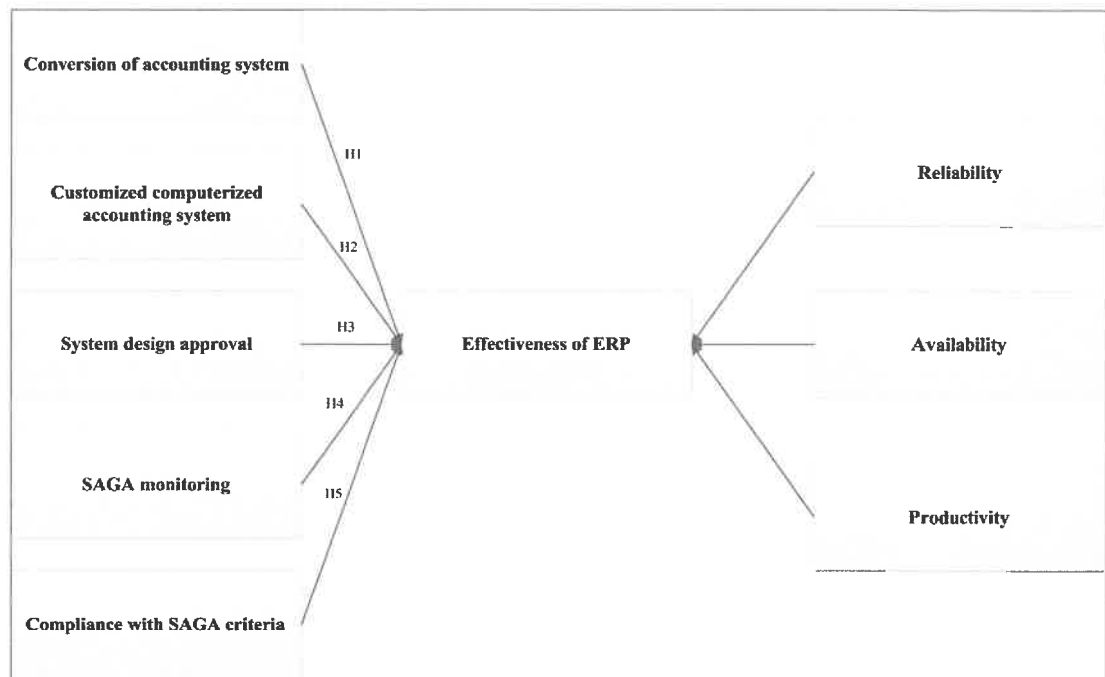 Conversion of accounting system
H1
Customized computerized
accounting system
H2
System design approval
H3
Effectiveness of ERP
H4
SAGA monitoring
H5
Compliance with SAGA criteria
Reliability
Availability
Productivity